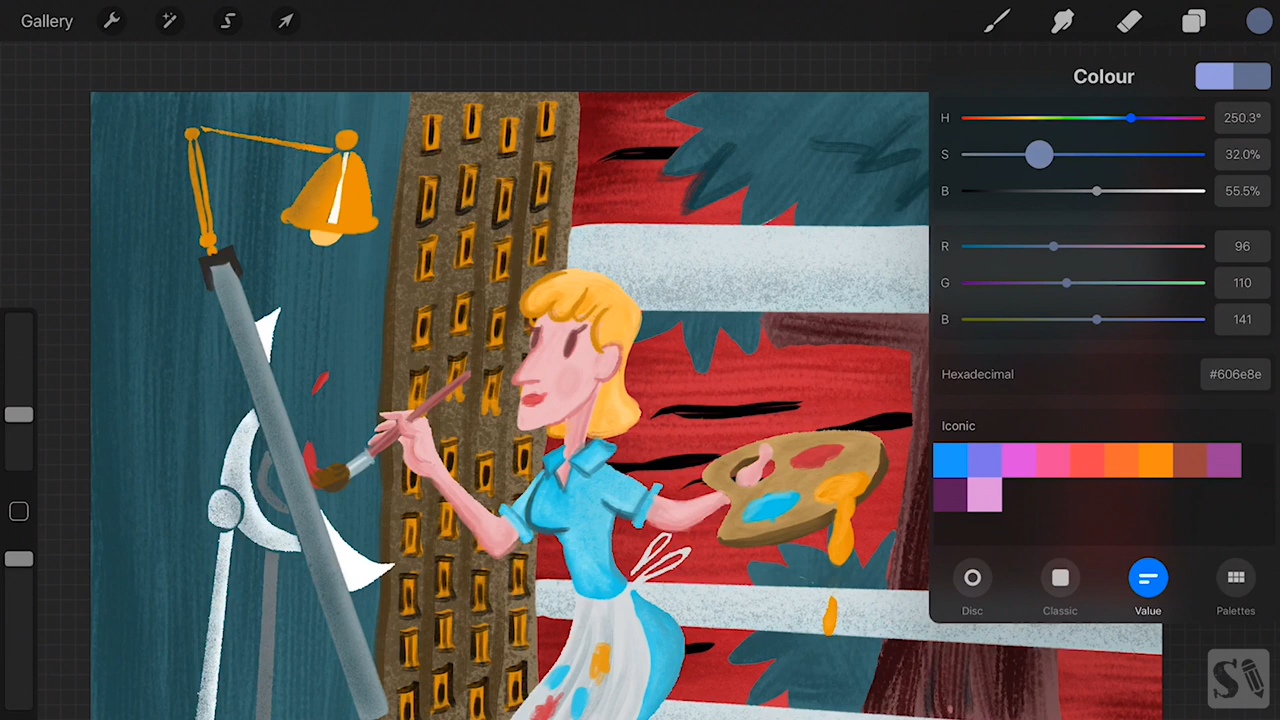 Gallery
Colour
H 250.3°
S 32.0%
B 55.5%
R 96
G 110
B 141
Hexadecimal #606e8e
Iconic
Disc Classic Value Palettes
S